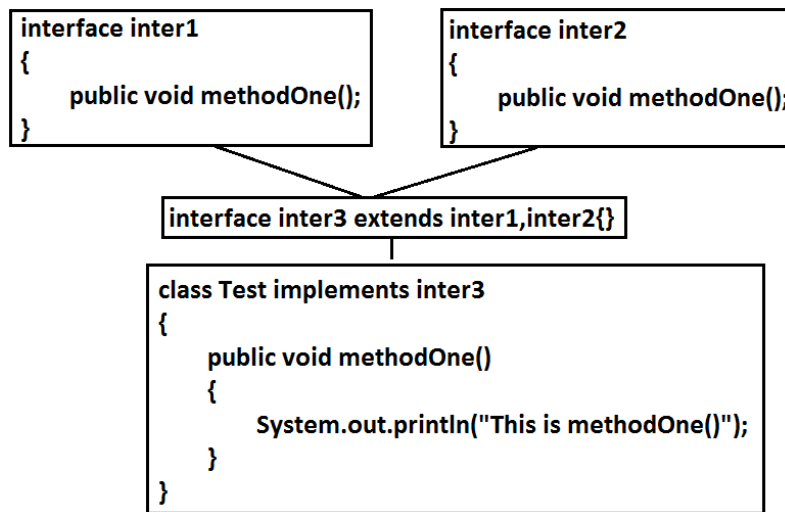 interface inter1
{
public void methodOne();
}
interface inter2
{
public void methodOne();
}
interface inter3 extends inter1,inter2{}
class Test implements inter3
{
public void methodOne()
{
System.out.println("This is methodOne()");
}
}